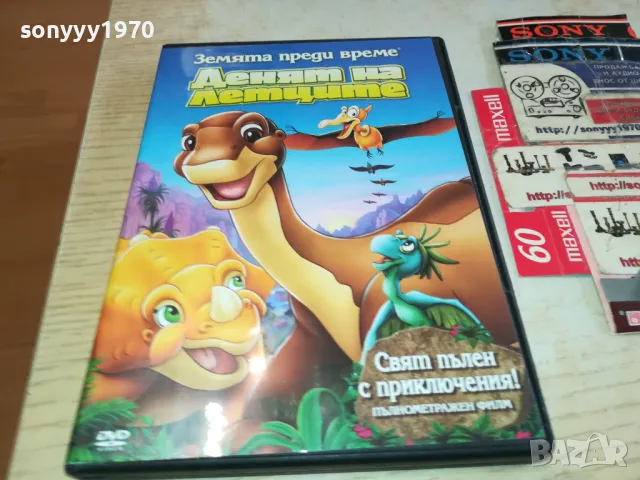 sonyyy1970
Земята преди време
Денят на
Летците
Свят пълен
с приключения!
пълнометражен филм
DVD
SONY
SONY
maxell
http://sonyyy1970
http://s
60
maxell
http://s
BAZAR